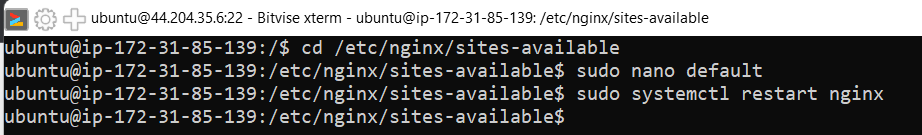 ubuntu@44.204.35.6:22 - Bitvise xterm - ubuntu@ip-172-31-85-139: /etc/nginx/sites-available
ubuntu@ip-172-31-85-139:/$ cd /etc/nginx/sites-available
ubuntu@ip-172-31-85-139:/etc/nginx/sites-available$ sudo nano default
ubuntu@ip-172-31-85-139:/etc/nginx/sites-available$ sudo systemctl restart nginx
ubuntu@ip-172-31-85-139:/etc/nginx/sites-available$